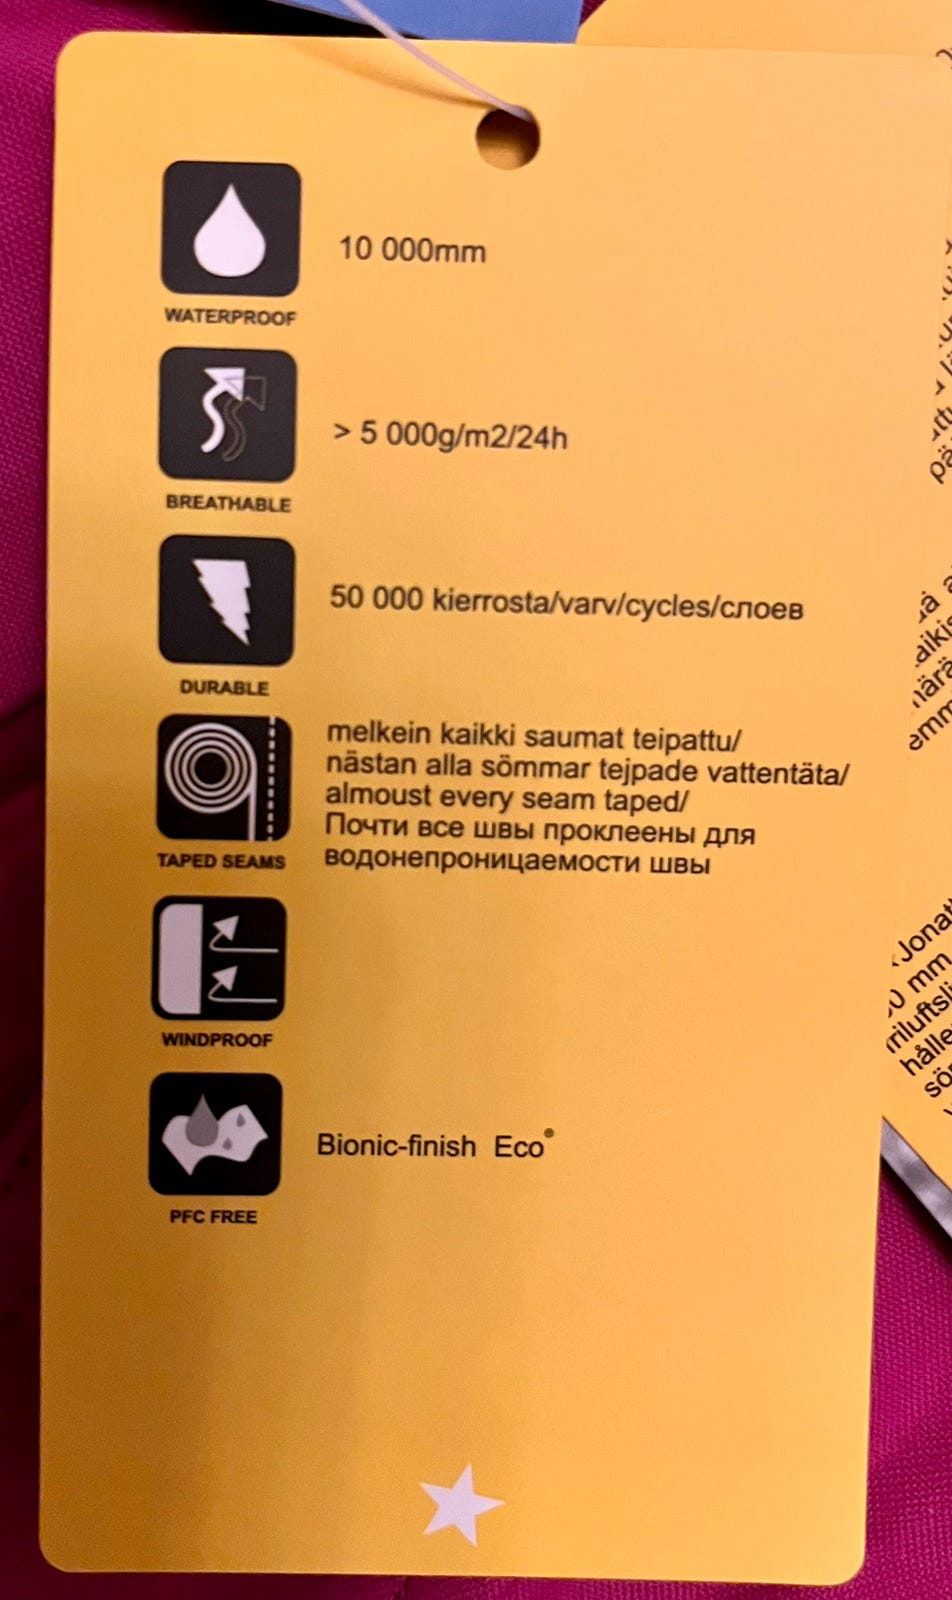 10 000mm
WATERPROOF
> 5 000g/m2/24h
BREATHABLE
50 000 kierrosta/varv/cycles/слоев
DURABLE
melkein kaikki saumat teipattu/
nästan alla sömmar tejpade vattentäta/
almoust every seam taped/
Почти все швы проклеены для
водонепроницаемости швы
TAPED SEAMS
WINDPROOF
Bionic-finish Eco®
PFC FREE
mm